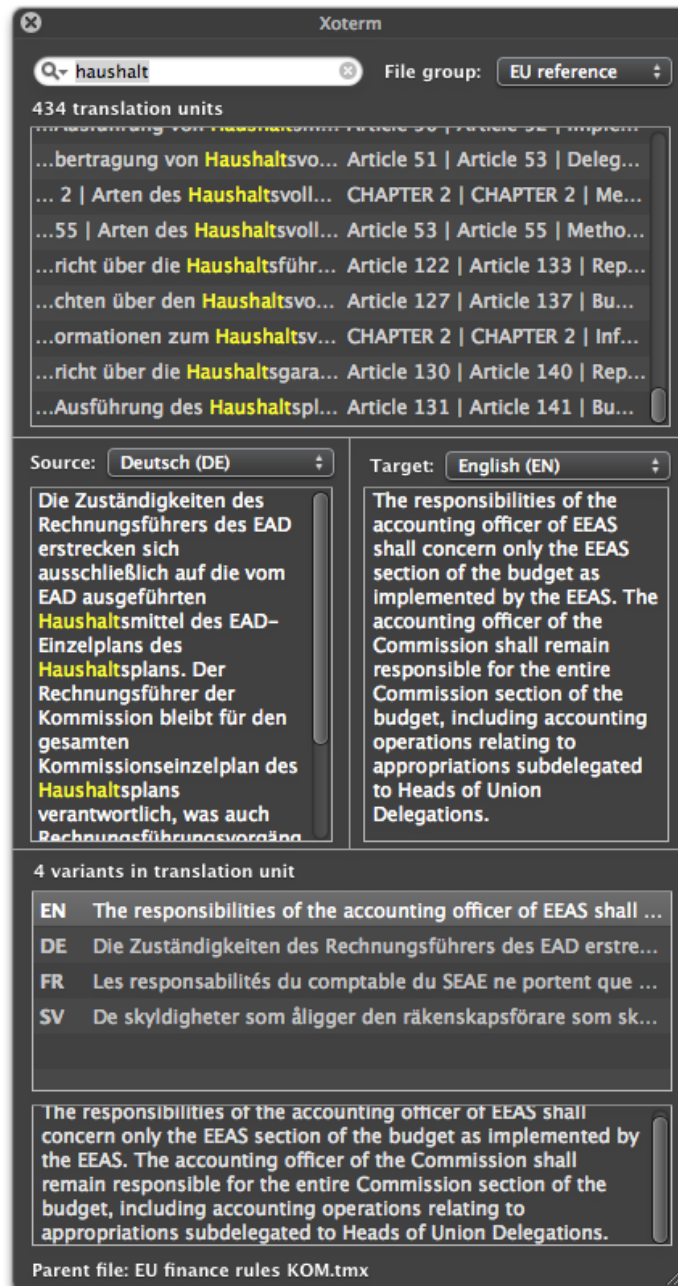 Xoterm
haushalt File group: EU reference
434 translation units
...Ausführung von Haushaltsm... Article 50 | Article 52 | Imple...
...bertragung von Haushaltsvo... Article 51 | Article 53 | Deleg...
... 2 | Arten des Haushaltsvoll... CHAPTER 2 | CHAPTER 2 | Me...
...55 | Arten des Haushaltsvoll... Article 53 | Article 55 | Metho...
...richt über die Haushaltsführ... Article 122 | Article 133 | Rep...
...chten über den Haushaltsvo... Article 127 | Article 137 | Bu...
...ormationen zum Haushaltsv... CHAPTER 2 | CHAPTER 2 | Inf...
...richt über die Haushaltsgara... Article 130 | Article 140 | Rep...
...Ausführung des Haushaltspl... Article 131 | Article 141 | Bu...
Source: Deutsch (DE)
Die Zuständigkeiten des
Rechnungsführers des EAD
erstrecken sich
ausschließlich auf die vom
EAD ausgeführten
Haushaltsmittel des EAD-
Einzelplans des
Haushaltsplans. Der
Rechnungsführer der
Kommission bleibt für den
gesamten
Kommissionseinzelplan des
Haushaltsplans
verantwortlich, was auch
Rechnungsführungsvorgäng
Target: English (EN)
The responsibilities of the
accounting officer of EEAS
shall concern only the EEAS
section of the budget as
implemented by the EEAS. The
accounting officer of the
Commission shall remain
responsible for the entire
Commission section of the
budget, including accounting
operations relating to
appropriations subdelegated
to Heads of Union
Delegations.
4 variants in translation unit
EN The responsibilities of the accounting officer of EEAS shall ...
DE Die Zuständigkeiten des Rechnungsführers des EAD erstre...
FR Les responsabilités du comptable du SEAE ne portent que ...
SV De skyldigheter som åligger den räkenskapsförare som sk...
The responsibilities of the accounting officer of EEAS shall
concern only the EEAS section of the budget as implemented by
the EEAS. The accounting officer of the Commission shall
remain responsible for the entire Commission section of the
budget, including accounting operations relating to
appropriations subdelegated to Heads of Union Delegations.
Parent file: EU finance rules KOM.tmx